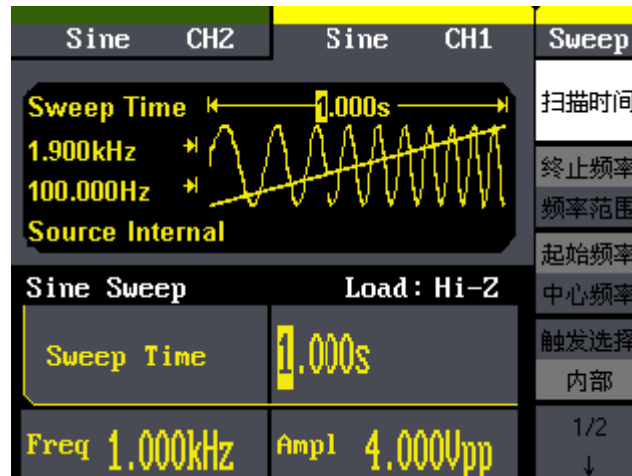 Sine CH2 Sine CH1 Sweep
Sweep Time 1.000s
1.900kHz
100.000Hz
Source Internal
Sine Sweep Load: Hi-Z
Sweep Time 1.000s
Freq 1.000kHz Ampl 4.000Vpp
扫描时间
终止频率
频率范围
起始频率
中心频率
触发选择
内部
1/2
↓